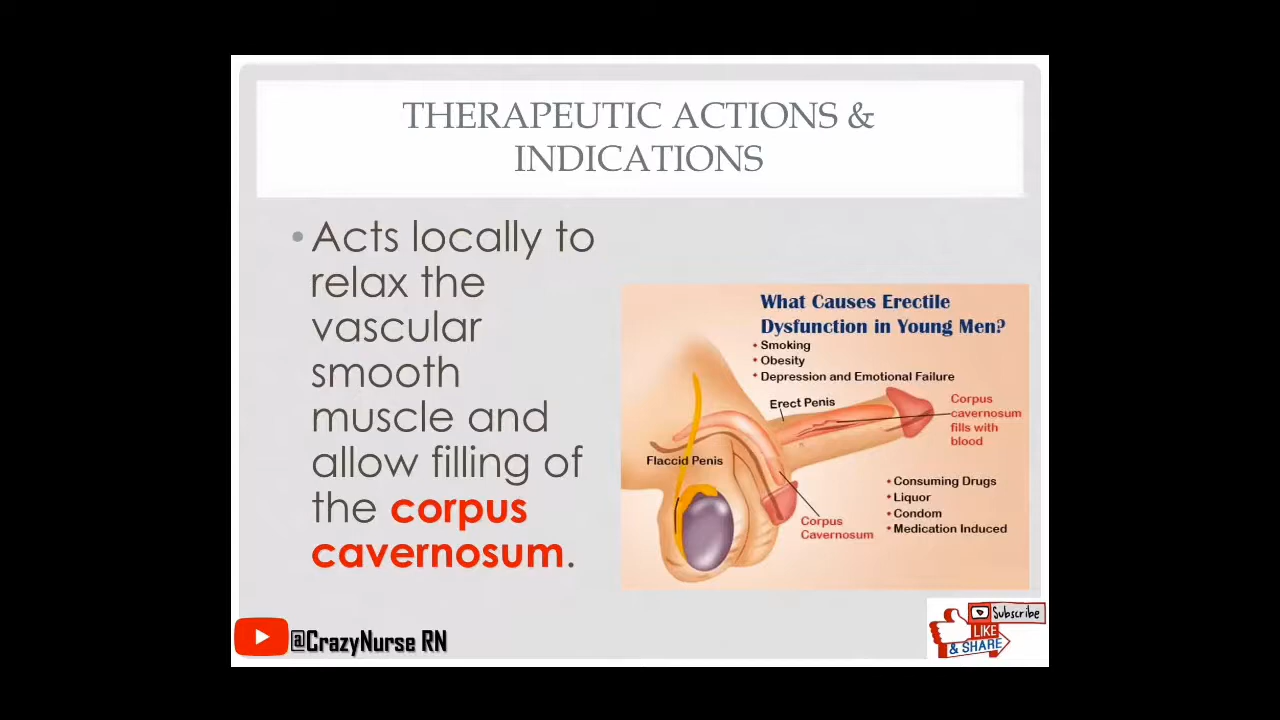 THERAPEUTIC ACTIONS &
INDICATIONS
• Acts locally to
relax the
vascular
smooth
muscle and
allow filling of
the corpus
cavernosum.
What Causes Erectile
Dysfunction in Young Men?
• Smoking
• Obesity
• Depression and Emotional Failure
Erect Penis
Corpus
cavernosum
fills with
blood
Flaccid Penis
Corpus
Cavernosum
• Consuming Drugs
• Liquor
• Condom
• Medication Induced
@CrazyNurse RN
Subscribe
LIKE
& SHARE